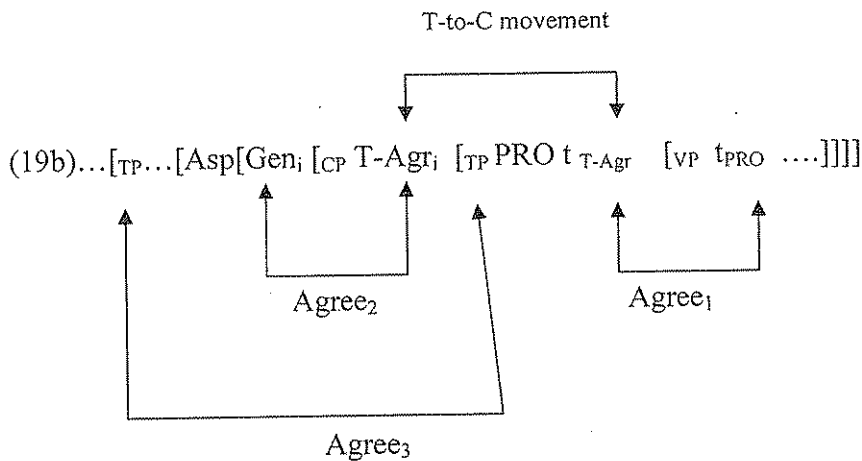 T-to-C movement
(19b)...[TP...[Asp[Geni [CP T-Agri [TP PRO t T-Agr [VP tPRO ....]]]]
Agree2 Agree1
Agree3